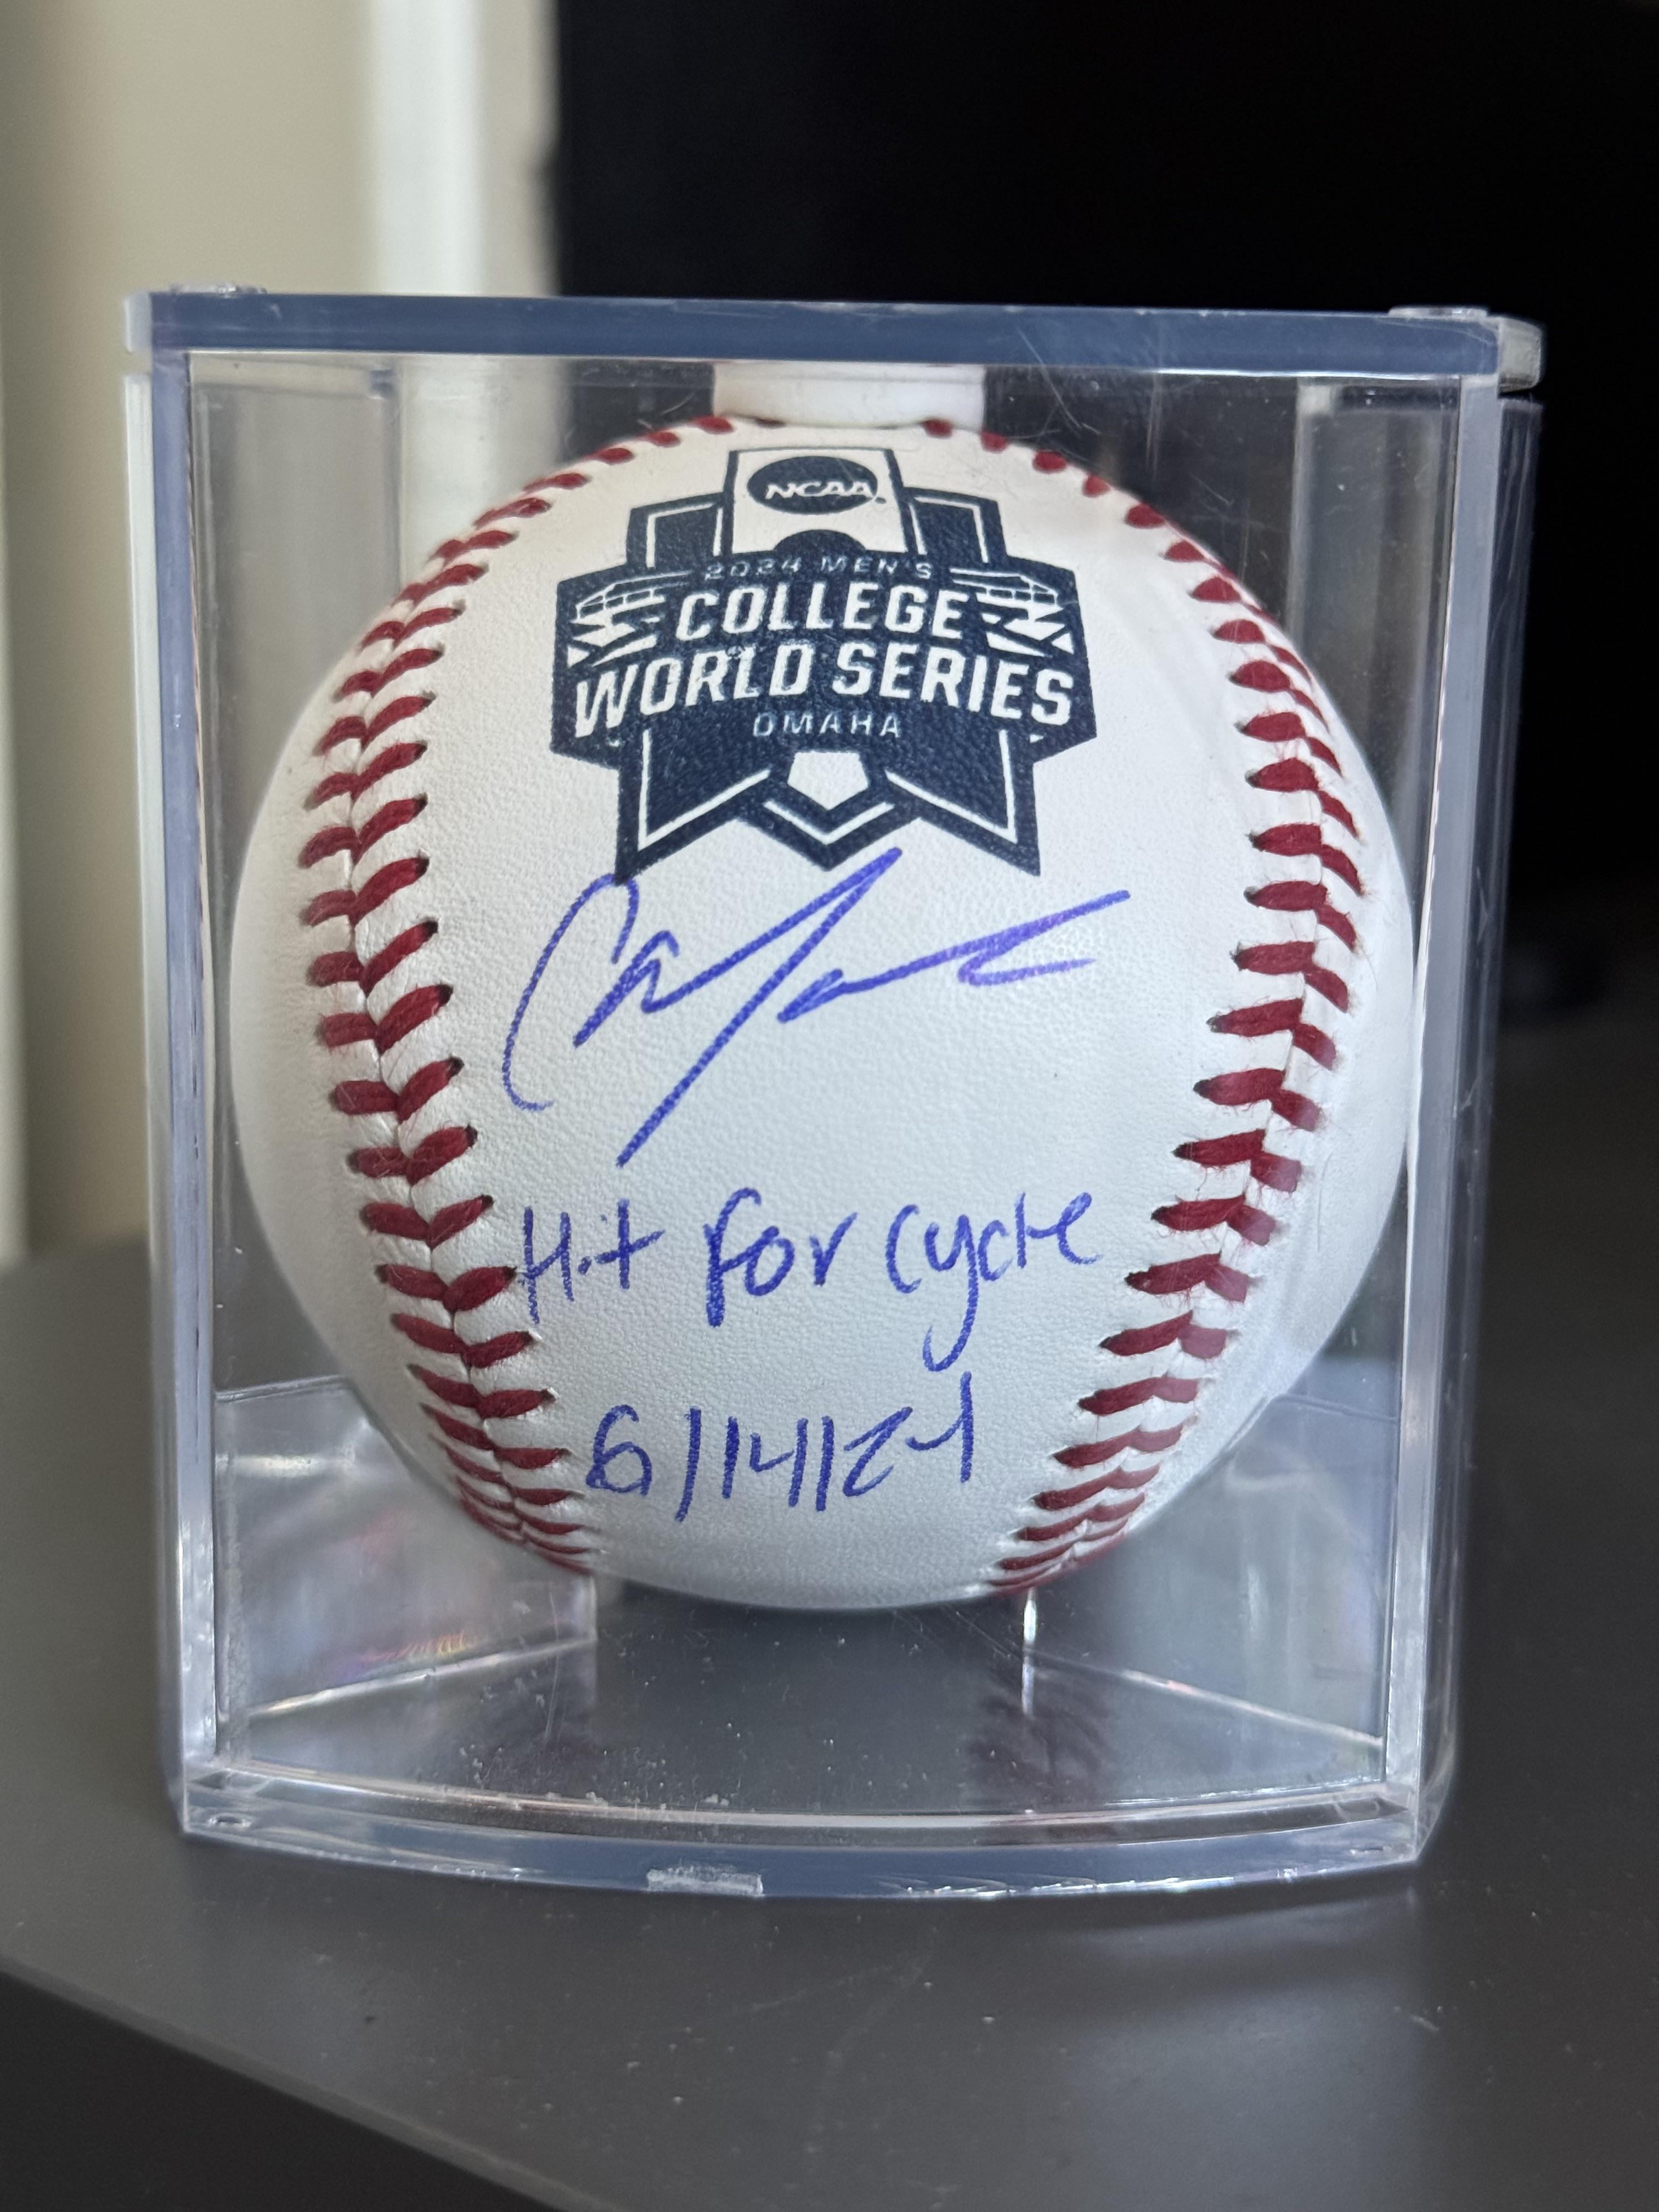 NCAA
2024 MEN'S
COLLEGE
WORLD SERIES
OMAHA
Hit for cycle
6/14/24